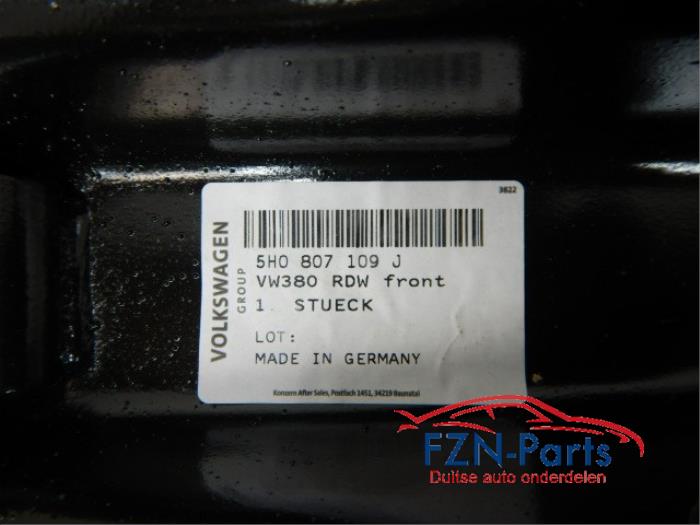 3822
VOLKSWAGEN
GROUP
5H0 807 109 J
VW380 RDW front
1 STUECK
LOT:
MADE IN GERMANY
Konzern After Sales, Postfach 1451, 34219 Baunatal
FZN-Parts
Duitse auto onderdelen